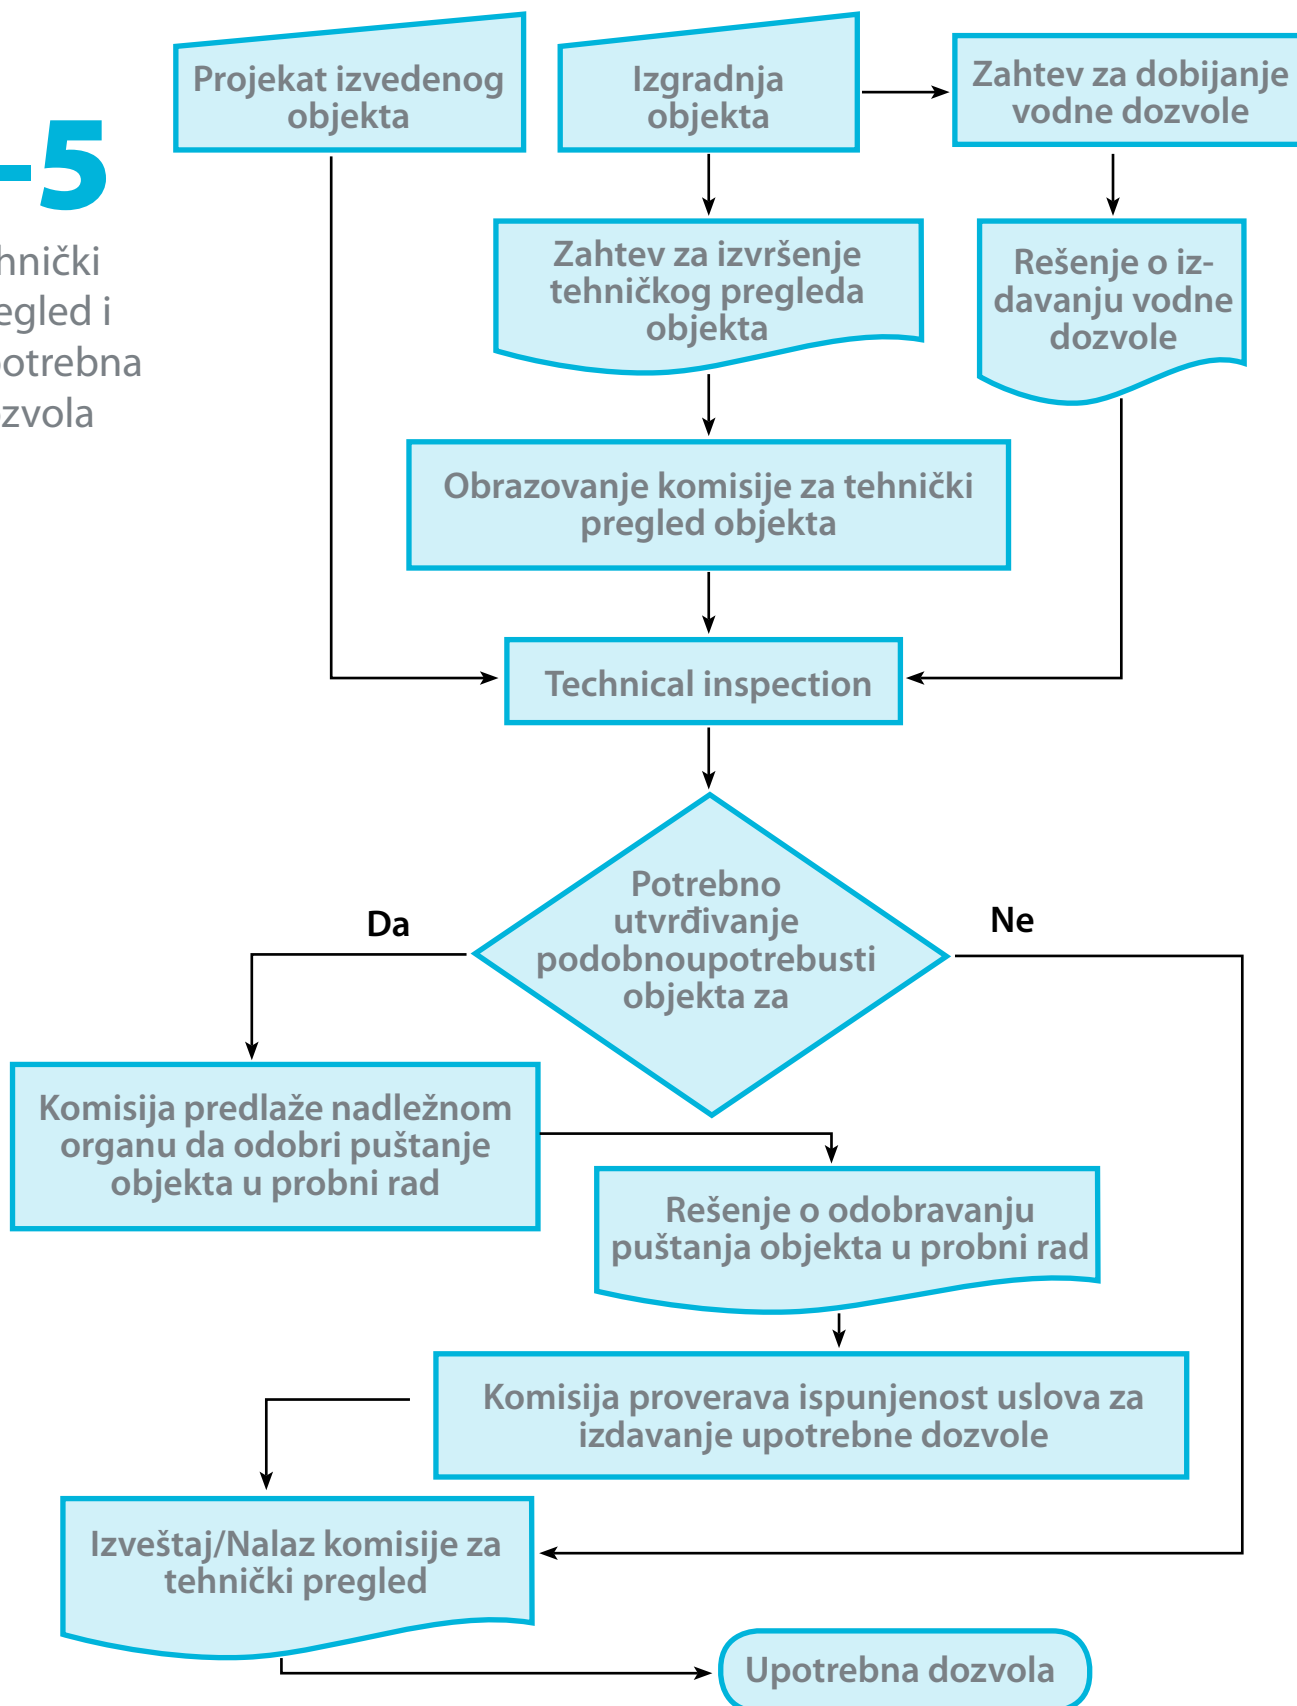 -5
hnički
egled i
potrebna
ozvola
Projekat izvedenog
objekta
Izgradnja
objekta
Zahtev za dobijanje
vodne dozvole
Zahtev za izvršenje
tehničkog pregleda
objekta
Rešenje o iz-
davanju vodne
dozvole
Obrazovanje komisije za tehnički
pregled objekta
Technical inspection
Potrebno
utvrđivanje
podobnoupotrebusti
objekta za
Da
Ne
Komisija predlaže nadležnom
organu da odobri puštanje
objekta u probni rad
Rešenje o odobravanju
puštanja objekta u probni rad
Komisija proverava ispunjenost uslova za
izdavanje upotrebne dozvole
Izveštaj/Nalaz komisije za
tehnički pregled
Upotrebna dozvola